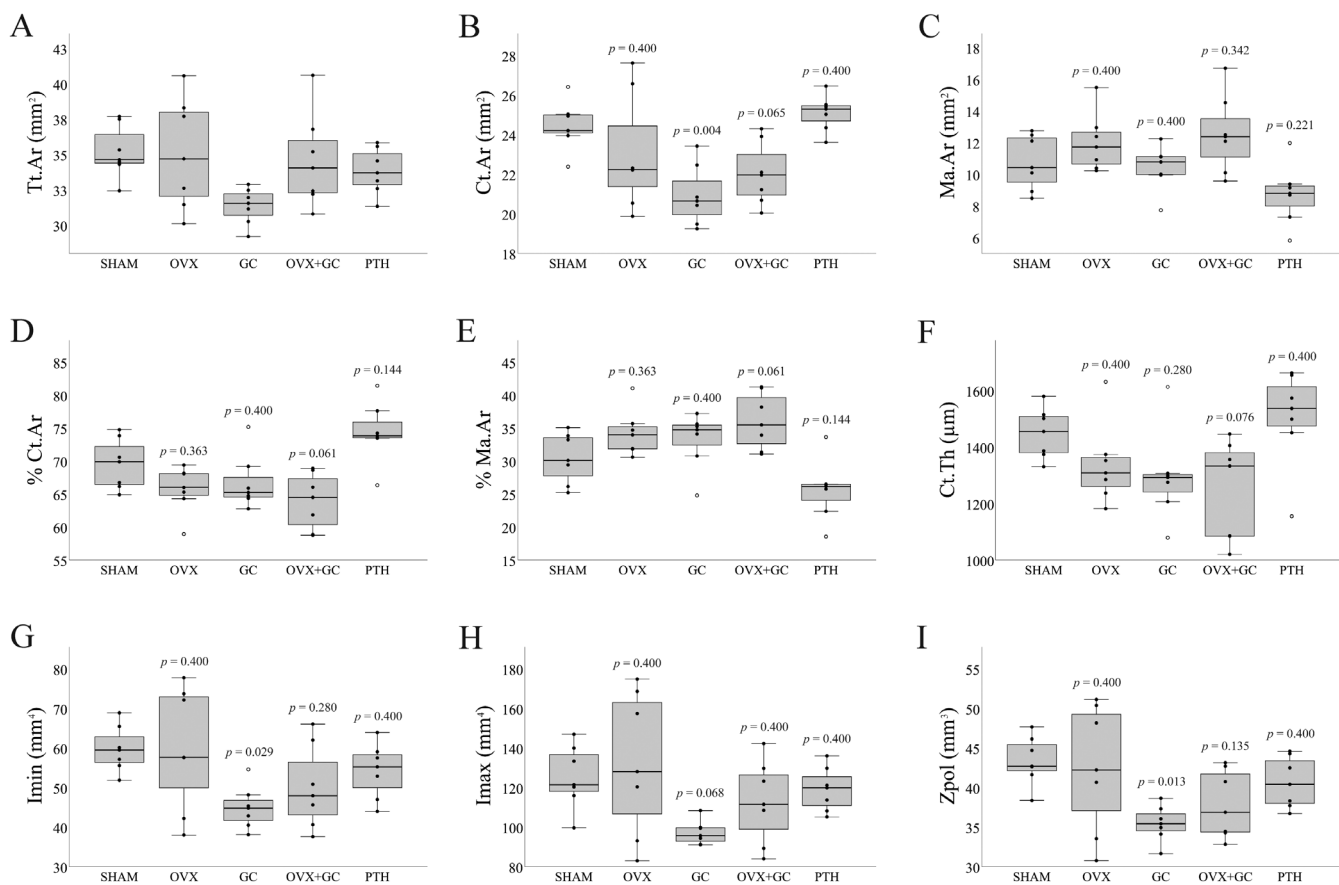 A
Tt.Ar (mm²)
43
40
38
35
33
30
SHAM OVX GC OVX+GC PTH
B
Ct.Ar (mm²)
28
26
24
22
20
18
p = 0.400
p = 0.004
p = 0.065
p = 0.400
SHAM OVX GC OVX+GC PTH
C
Ma.Ar (mm²)
18
16
14
12
10
8
6
p = 0.400
p = 0.400
p = 0.342
p = 0.221
SHAM OVX GC OVX+GC PTH
D
% Ct.Ar
85
80
75
70
65
60
55
p = 0.363
p = 0.400
p = 0.061
p = 0.144
SHAM OVX GC OVX+GC PTH
E
% Ma.Ar
45
40
35
30
25
20
15
p = 0.363
p = 0.400
p = 0.061
p = 0.144
SHAM OVX GC OVX+GC PTH
F
Ct.Th (µm)
1600
1400
1200
1000
p = 0.400
p = 0.280
p = 0.076
p = 0.400
SHAM OVX GC OVX+GC PTH
G
Imin (mm⁴)
80
70
60
50
40
30
p = 0.400
p = 0.029
p = 0.280
p = 0.400
SHAM OVX GC OVX+GC PTH
H
Imax (mm⁴)
180
160
140
120
100
80
p = 0.400
p = 0.068
p = 0.400
p = 0.400
SHAM OVX GC OVX+GC PTH
I
Zpol (mm³)
55
50
45
40
35
30
p = 0.400
p = 0.013
p = 0.135
p = 0.400
SHAM OVX GC OVX+GC PTH